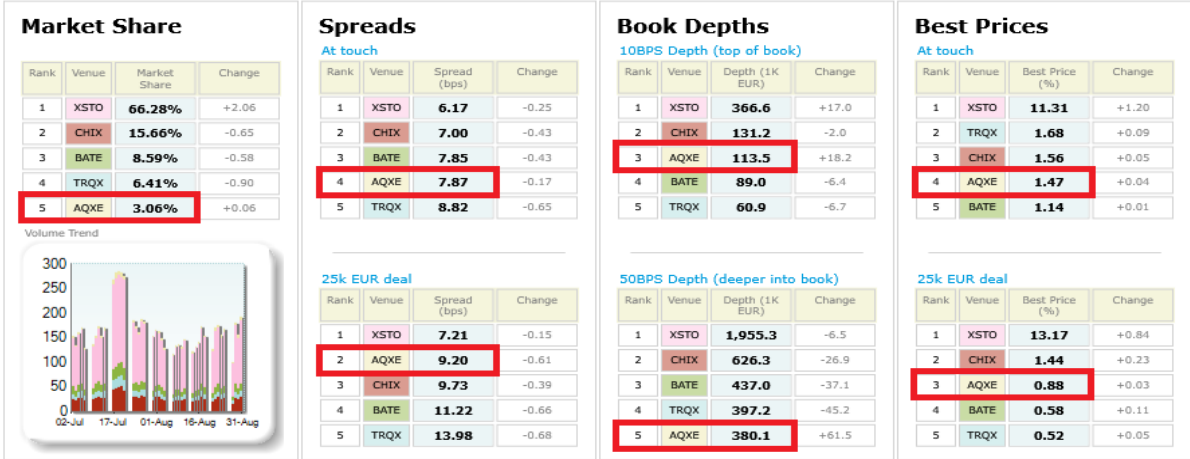 Market Share
Rank Venue Market Share Change
1 XSTO 66.28% +2.06
2 CHIX 15.66% -0.65
3 BATE 8.59% -0.58
4 TRQX 6.41% -0.90
5 AQXE 3.06% +0.06
Volume Trend
300
200
150
100
50
0
02-Jul 17-Jul 01-Aug 16-Aug 31-Aug
Spreads
At touch
Rank Venue Spread (bps) Change
1 XSTO 6.17 -0.25
2 CHIX 7.00 -0.43
3 BATE 7.85 -0.43
4 AQXE 7.87 -0.17
5 TRQX 8.82 -0.65
25k EUR deal
Rank Venue Spread (bps) Change
1 XSTO 7.21 -0.15
2 AQXE 9.20 -0.61
3 CHIX 9.73 -0.39
4 BATE 11.22 -0.66
5 TRQX 13.98 -0.68
Book Depths
10BPS Depth (top of book)
Rank Venue Depth (1K EUR) Change
1 XSTO 366.6 +17.0
2 CHIX 131.2 -2.0
3 AQXE 113.5 +18.2
4 BATE 89.0 -6.4
5 TRQX 60.9 -6.7
50BPS Depth (deeper into book)
Rank Venue Depth (1K EUR) Change
1 XSTO 1,955.3 -6.5
2 CHIX 626.3 -26.9
3 BATE 437.0 -37.1
4 TRQX 397.2 -45.2
5 AQXE 380.1 +61.5
Best Prices
At touch
Rank Venue Best Price (%) Change
1 XSTO 11.31 +1.20
2 TRQX 1.68 +0.09
3 CHIX 1.56 +0.05
4 AQXE 1.47 +0.04
5 BATE 1.14 +0.01
25k EUR deal
Rank Venue Best Price (%) Change
1 XSTO 13.17 +0.84
2 CHIX 1.44 +0.23
3 AQXE 0.88 +0.03
4 BATE 0.58 +0.11
5 TRQX 0.52 +0.05